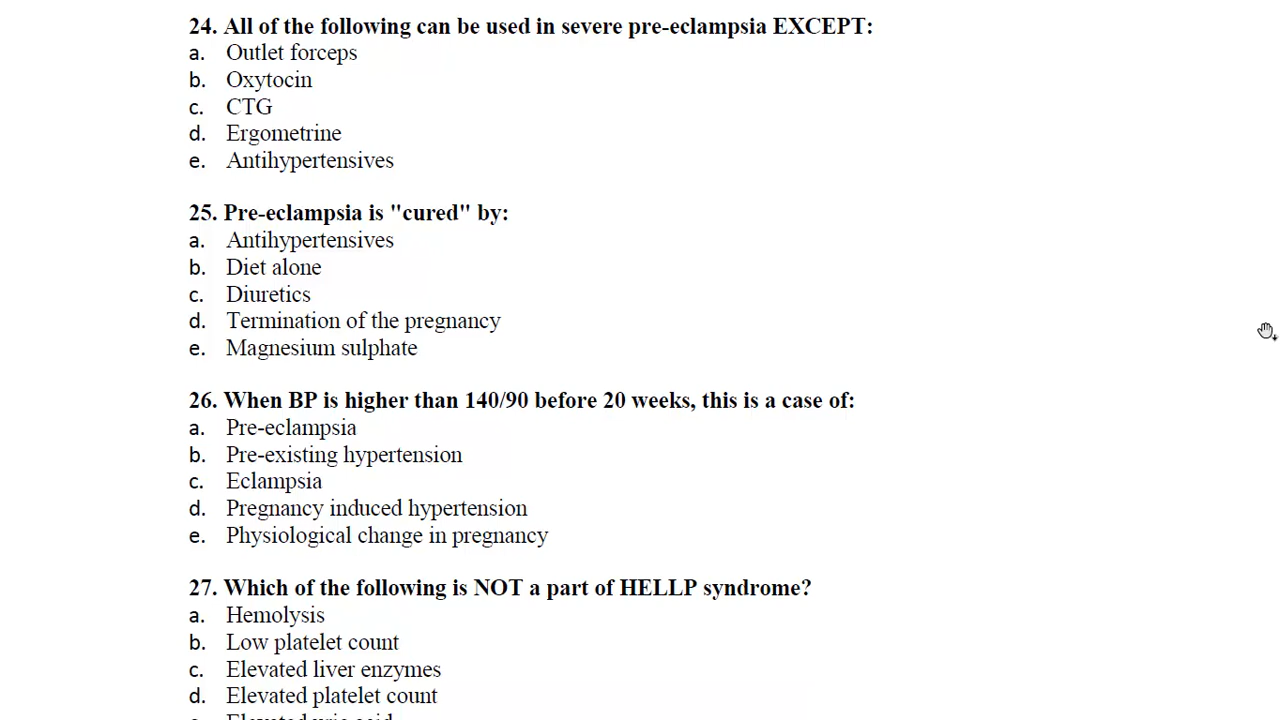 24. All of the following can be used in severe pre-eclampsia EXCEPT:
a. Outlet forceps
b. Oxytocin
c. CTG
d. Ergometrine
e. Antihypertensives
25. Pre-eclampsia is "cured" by:
a. Antihypertensives
b. Diet alone
c. Diuretics
d. Termination of the pregnancy
e. Magnesium sulphate
26. When BP is higher than 140/90 before 20 weeks, this is a case of:
a. Pre-eclampsia
b. Pre-existing hypertension
c. Eclampsia
d. Pregnancy induced hypertension
e. Physiological change in pregnancy
27. Which of the following is NOT a part of HELLP syndrome?
a. Hemolysis
b. Low platelet count
c. Elevated liver enzymes
d. Elevated platelet count
e. Elevated uric acid